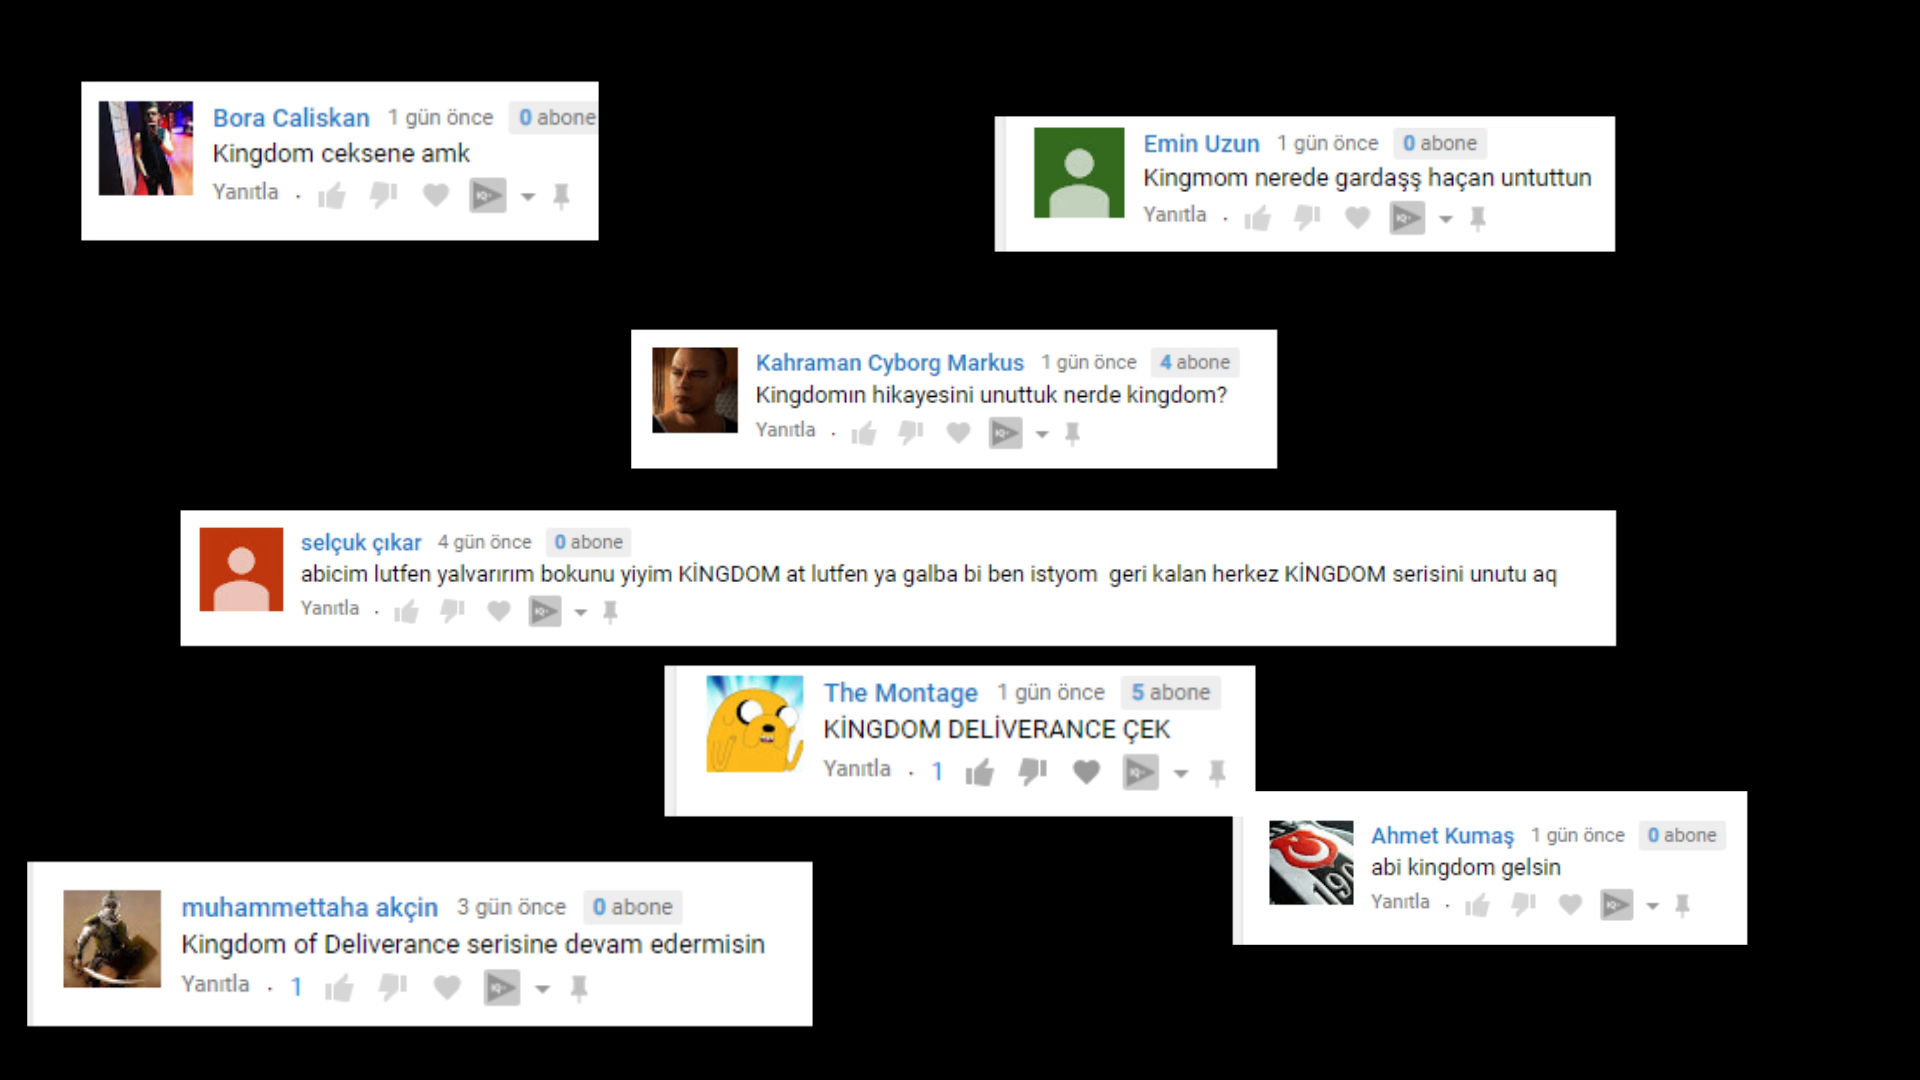 Bora Caliskan 1 gün önce 0 abone
Kingdom ceksene amk
Yanıtla .
Emin Uzun 1 gün önce 0 abone
Kingmom nerede gardaşş haçan untuttun
Yanıtla .
Kahraman Cyborg Markus 1 gün önce 4 abone
Kingdomın hikayesini unuttuk nerde kingdom?
Yanıtla .
selçuk çıkar 4 gün önce 0 abone
abicim lutfen yalvarırım bokunu yiyim KİNGDOM at lutfen ya galba bi ben istyom geri kalan herkez KİNGDOM serisini unutu aq
Yanıtla .
The Montage 1 gün önce 5 abone
KİNGDOM DELİVERANCE ÇEK
Yanıtla . 1
Ahmet Kumaş 1 gün önce 0 abone
190
abi kingdom gelsin
Yanıtla .
muhammettaha akçin 3 gün önce 0 abone
Kingdom of Deliverance serisine devam edermisin
Yanıtla . 1